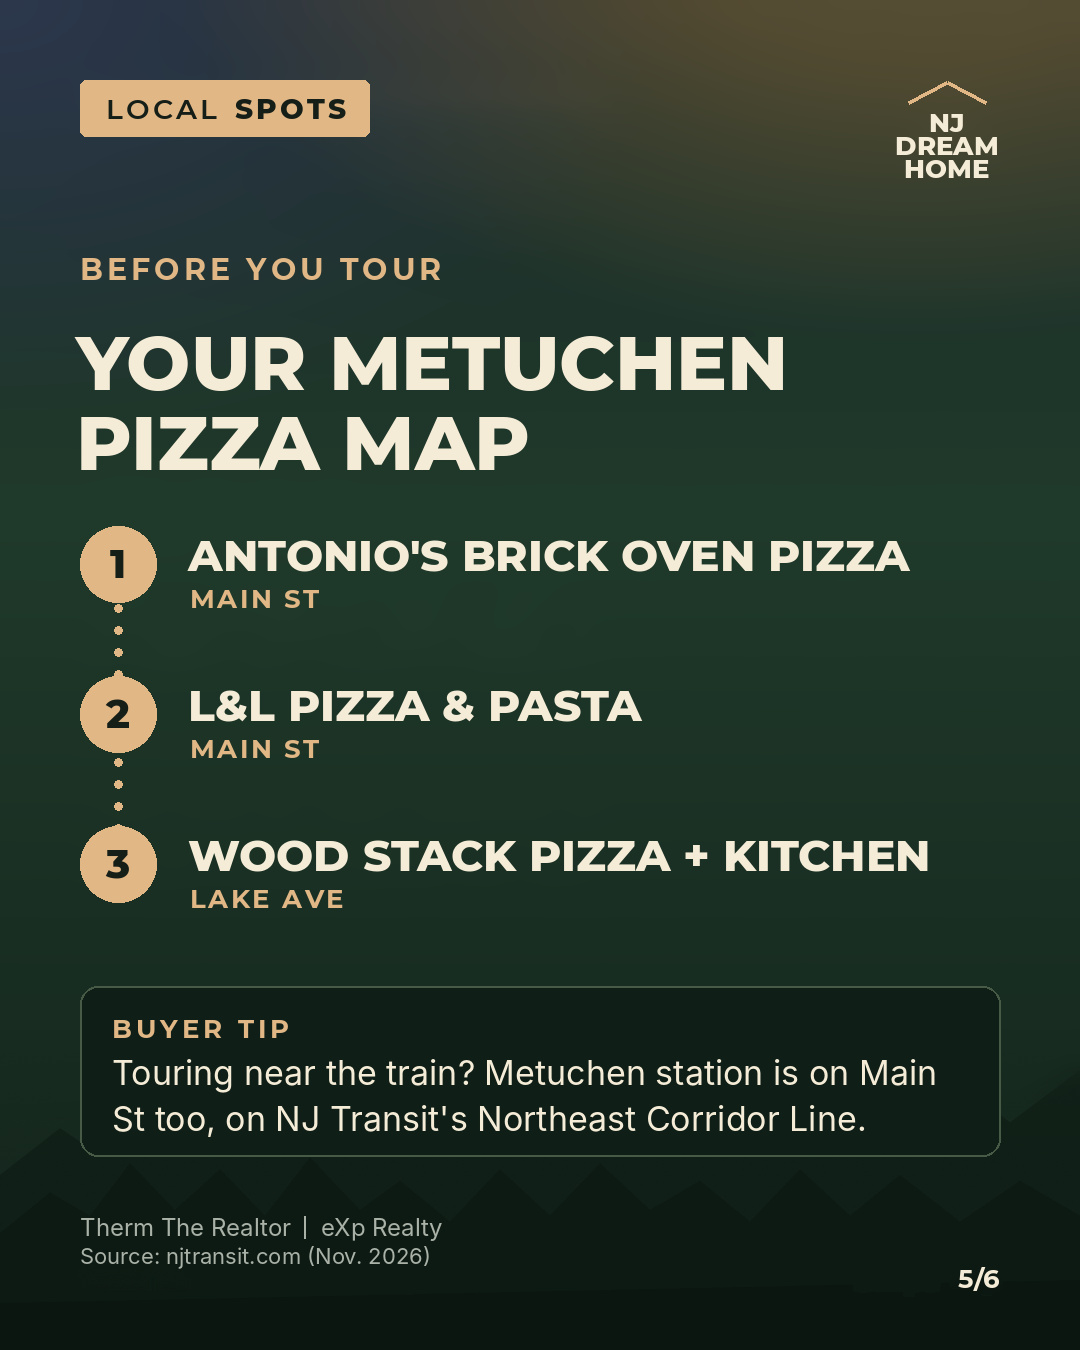 LOCAL SPOTS
NJ
DREAM
HOME
BEFORE YOU TOUR
YOUR METUCHEN
PIZZA MAP
1
ANTONIO'S BRICK OVEN PIZZA
MAIN ST
2
L&L PIZZA & PASTA
MAIN ST
3
WOOD STACK PIZZA + KITCHEN
LAKE AVE
BUYER TIP
Touring near the train? Metuchen station is on Main
St too, on NJ Transit's Northeast Corridor Line.
Therm The Realtor | eXp Realty
Source: njtransit.com (Nov. 2026)
5/6